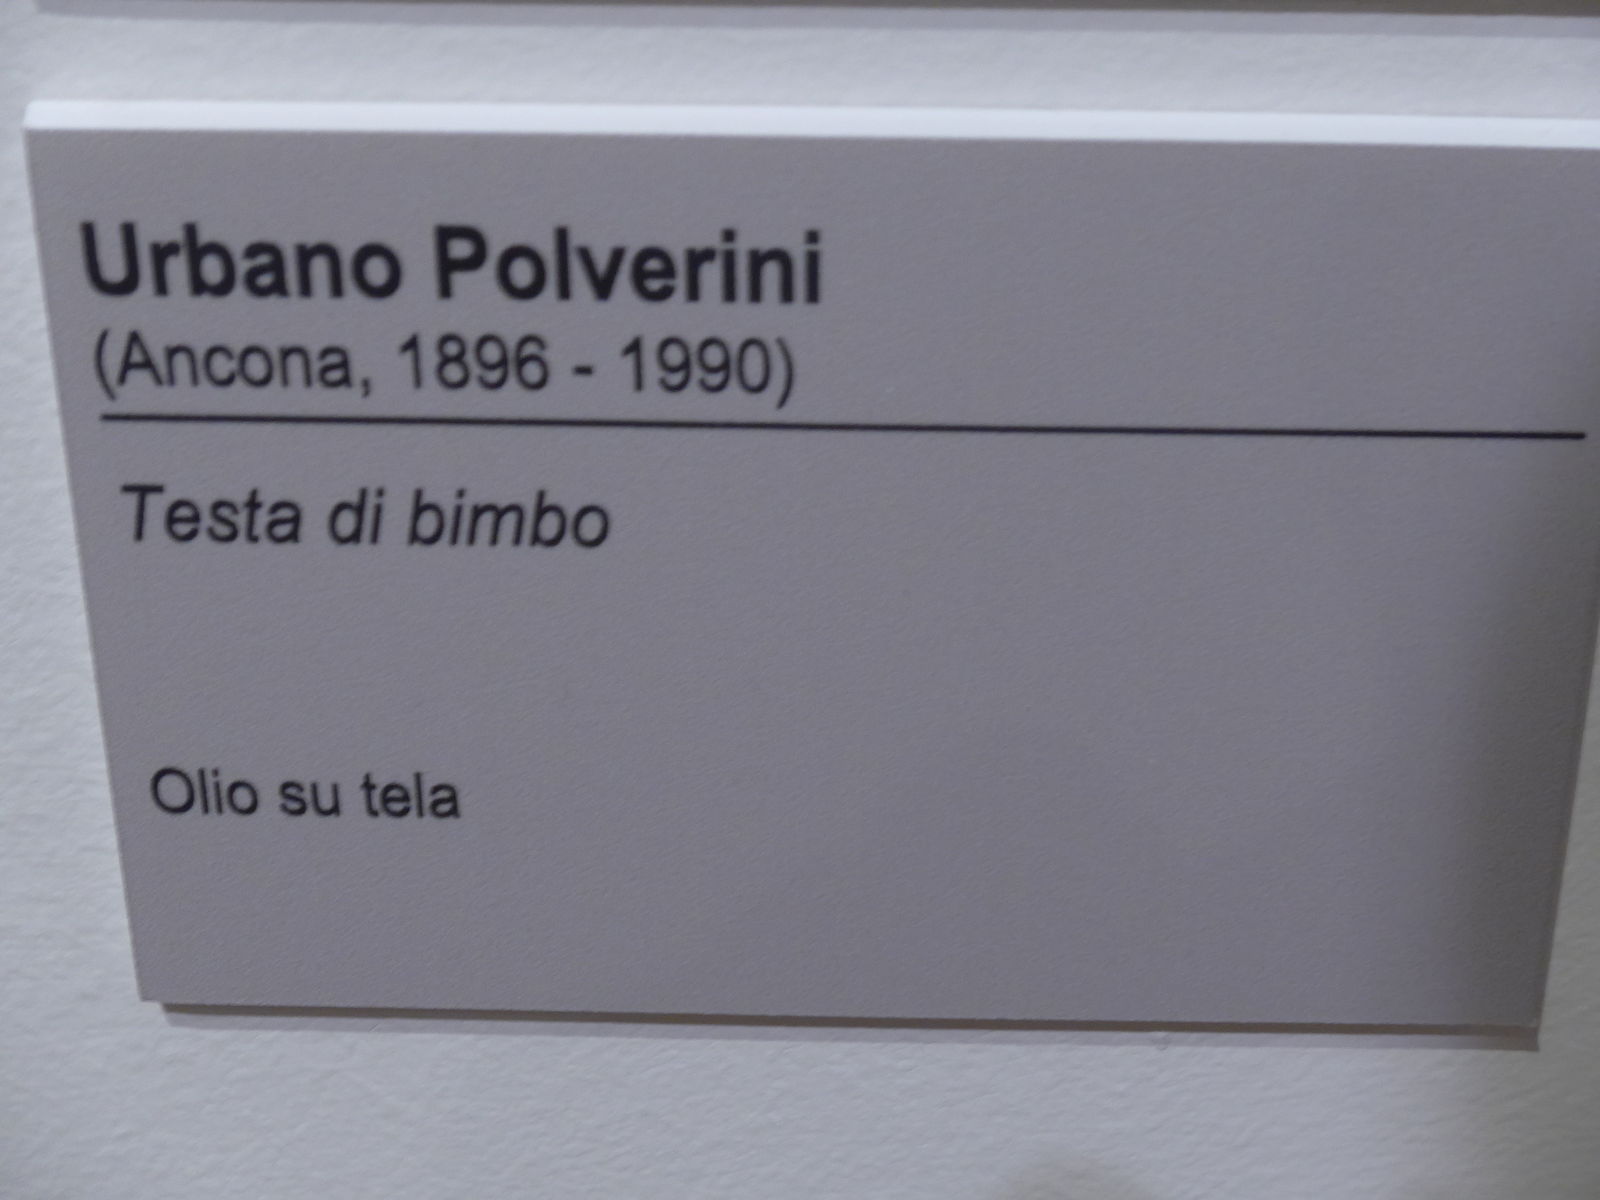 Urbano Polverini
(Ancona, 1896 - 1990)
Testa di bimbo
Olio su tela